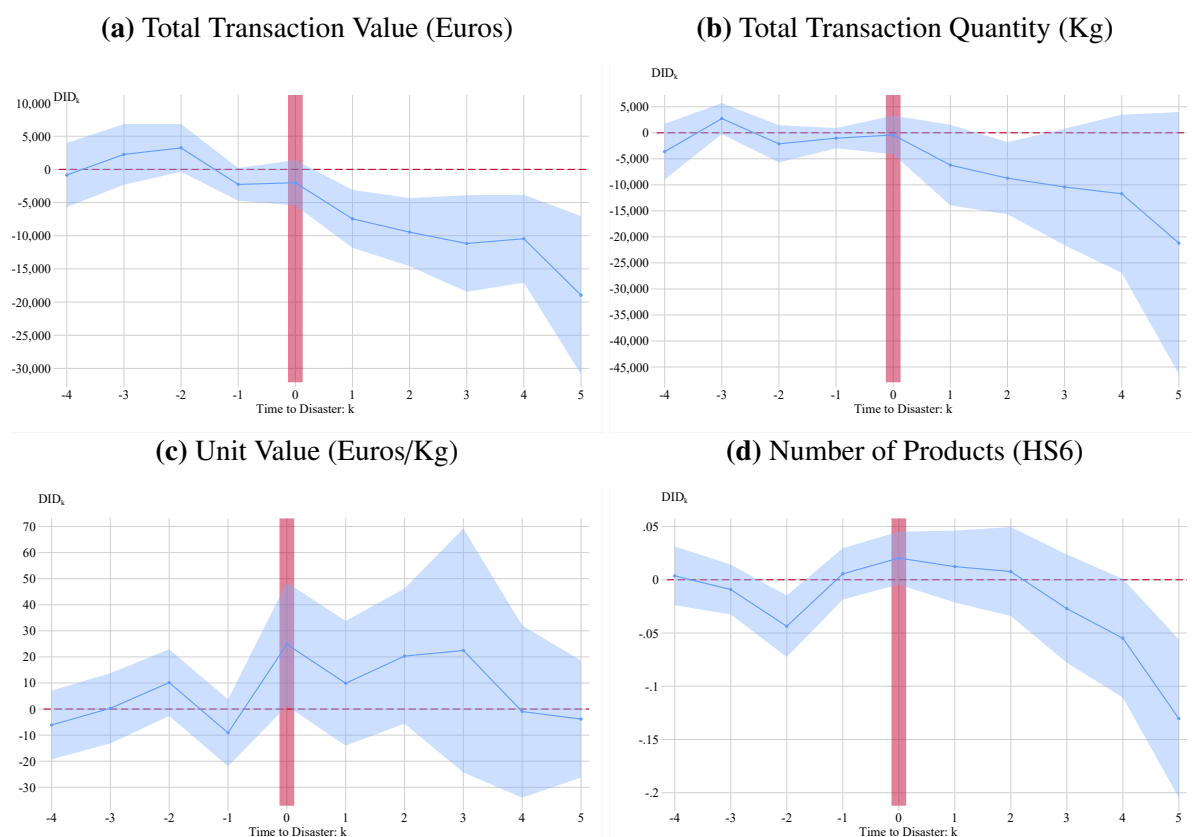 (a) Total Transaction Value (Euros)
DIDk
10,000
5,000
0
-5,000
-10,000
-15,000
-20,000
-25,000
-30,000
-4 -3 -2 -1 0 1 2 3 4 5
Time to Disaster: k
(b) Total Transaction Quantity (Kg)
DIDk
5,000
0
-5,000
-10,000
-15,000
-20,000
-25,000
-30,000
-35,000
-40,000
-45,000
-4 -3 -2 -1 0 1 2 3 4 5
Time to Disaster: k
(c) Unit Value (Euros/Kg)
DIDk
70
60
50
40
30
20
10
0
-10
-20
-30
-4 -3 -2 -1 0 1 2 3 4 5
Time to Disaster: k
(d) Number of Products (HS6)
DIDk
.05
0
-.05
-.1
-.15
-.2
-4 -3 -2 -1 0 1 2 3 4 5
Time to Disaster: k